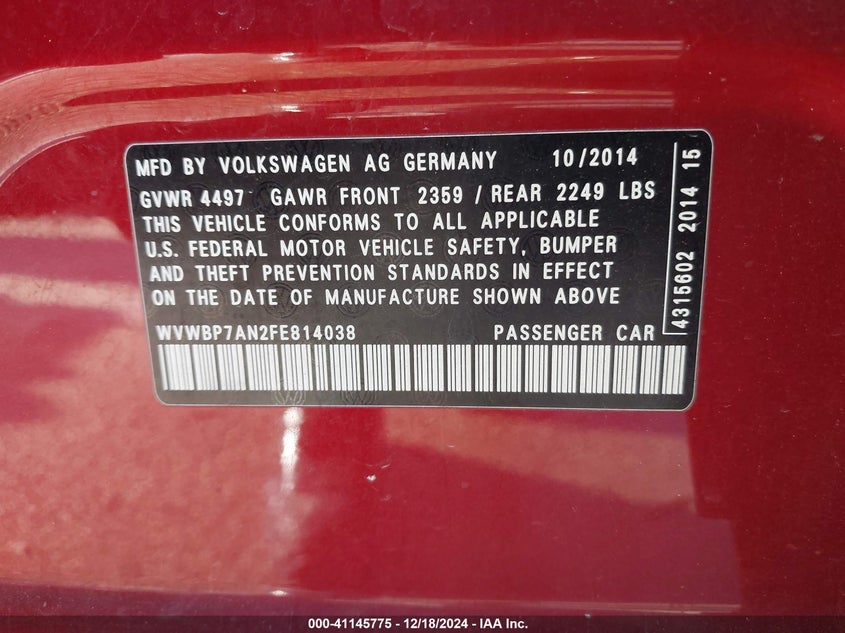 MFD BY VOLKSWAGEN AG GERMANY 10/2014
GVWR 4497 GAWR FRONT 2359 / REAR 2249 LBS
THIS VEHICLE CONFORMS TO ALL APPLICABLE
U.S. FEDERAL MOTOR VEHICLE SAFETY, BUMPER
AND THEFT PREVENTION STANDARDS IN EFFECT
ON THE DATE OF MANUFACTURE SHOWN ABOVE
WVWBP7AN2FE814038 PASSENGER CAR
4315602 2014 15
000-41145775 - 12/18/2024 - IAA Inc.